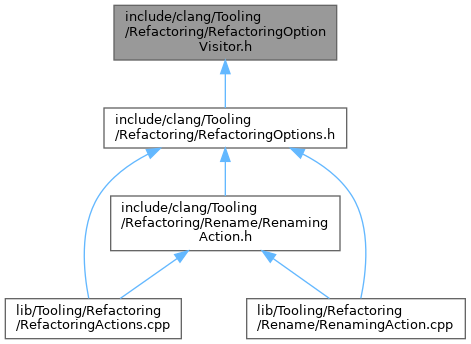 include/clang/Tooling
/Refactoring/RefactoringOption
Visitor.h
include/clang/Tooling
/Refactoring/RefactoringOptions.h
include/clang/Tooling
/Refactoring/Rename/Renaming
Action.h
lib/Tooling/Refactoring
/RefactoringActions.cpp
lib/Tooling/Refactoring
/Rename/RenamingAction.cpp